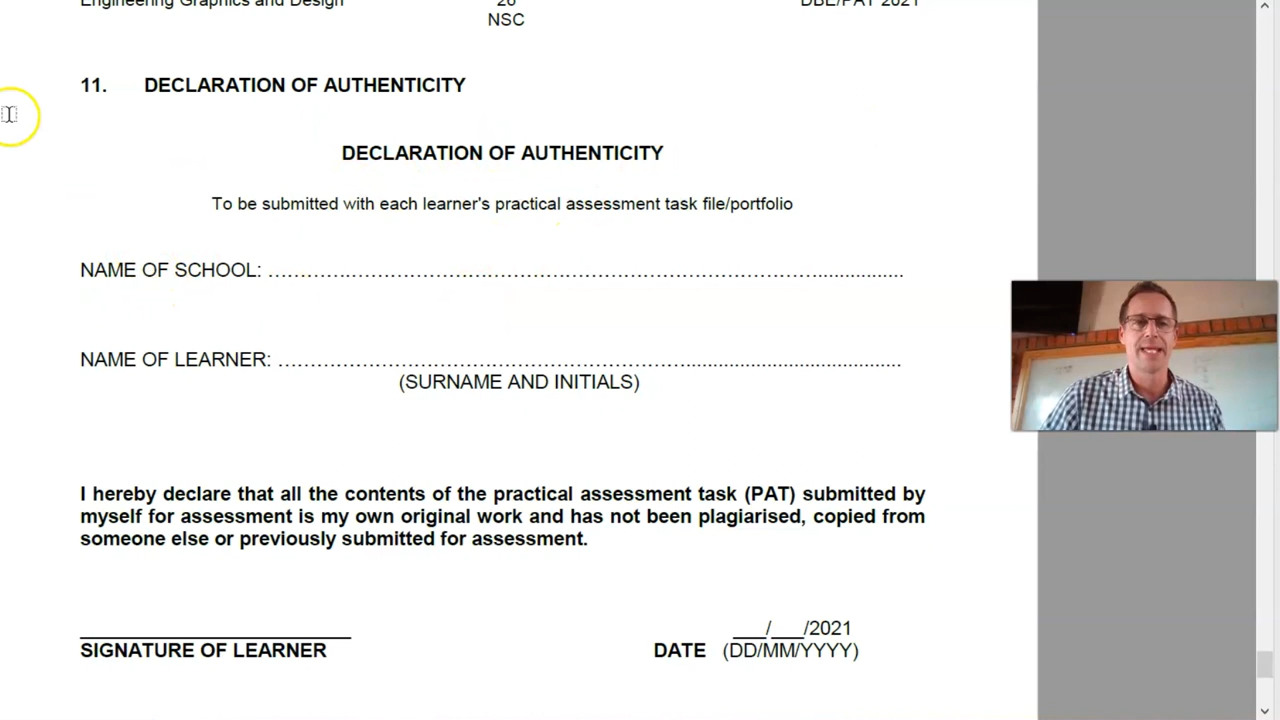 Engineering Graphics and Design 26 DBE/PAT 2021
NSC
11. DECLARATION OF AUTHENTICITY
DECLARATION OF AUTHENTICITY
To be submitted with each learner's practical assessment task file/portfolio
NAME OF SCHOOL: ……………………………………………………………………................
NAME OF LEARNER: …………………………………………….......................................
(SURNAME AND INITIALS)
I hereby declare that all the contents of the practical assessment task (PAT) submitted by
myself for assessment is my own original work and has not been plagiarised, copied from
someone else or previously submitted for assessment.
___/___/2021
SIGNATURE OF LEARNER DATE (DD/MM/YYYY)